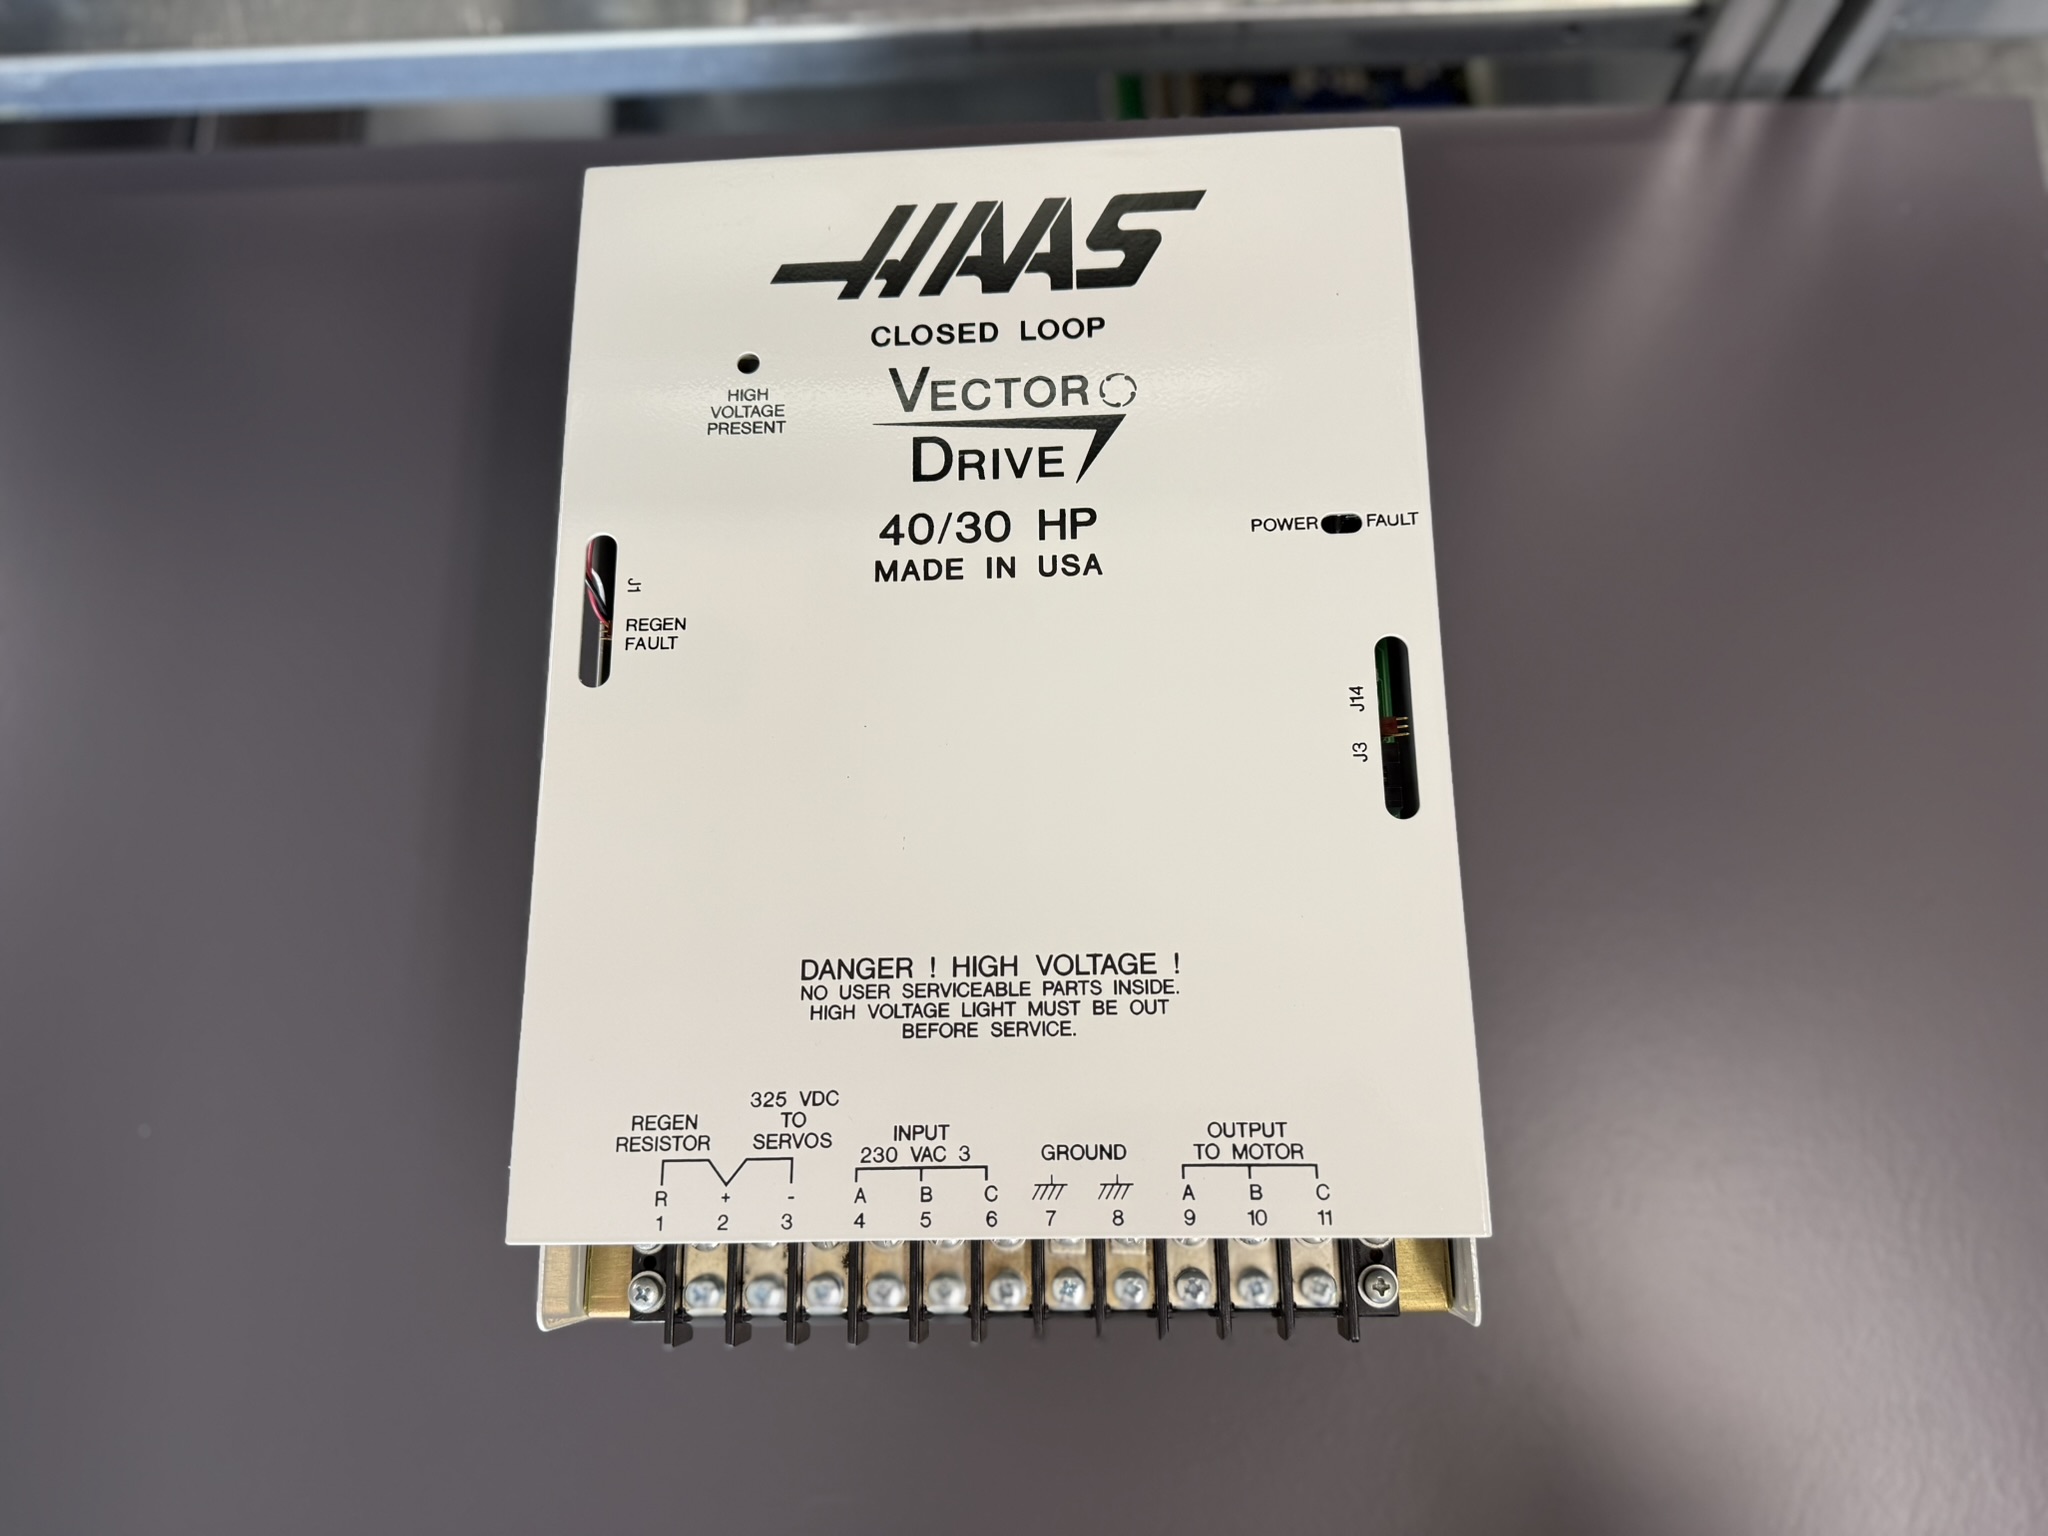 HAAS
CLOSED LOOP
VECTOR
DRIVE
40/30 HP
MADE IN USA
HIGH
VOLTAGE
PRESENT
POWER FAULT
J1
REGEN
FAULT
J14
J3
DANGER ! HIGH VOLTAGE !
NO USER SERVICEABLE PARTS INSIDE.
HIGH VOLTAGE LIGHT MUST BE OUT
BEFORE SERVICE.
REGEN
RESISTOR
325 VDC
TO
SERVOS
INPUT
230 VAC 3
GROUND
OUTPUT
TO MOTOR
R + - A B C A B C
1 2 3 4 5 6 7 8 9 10 11